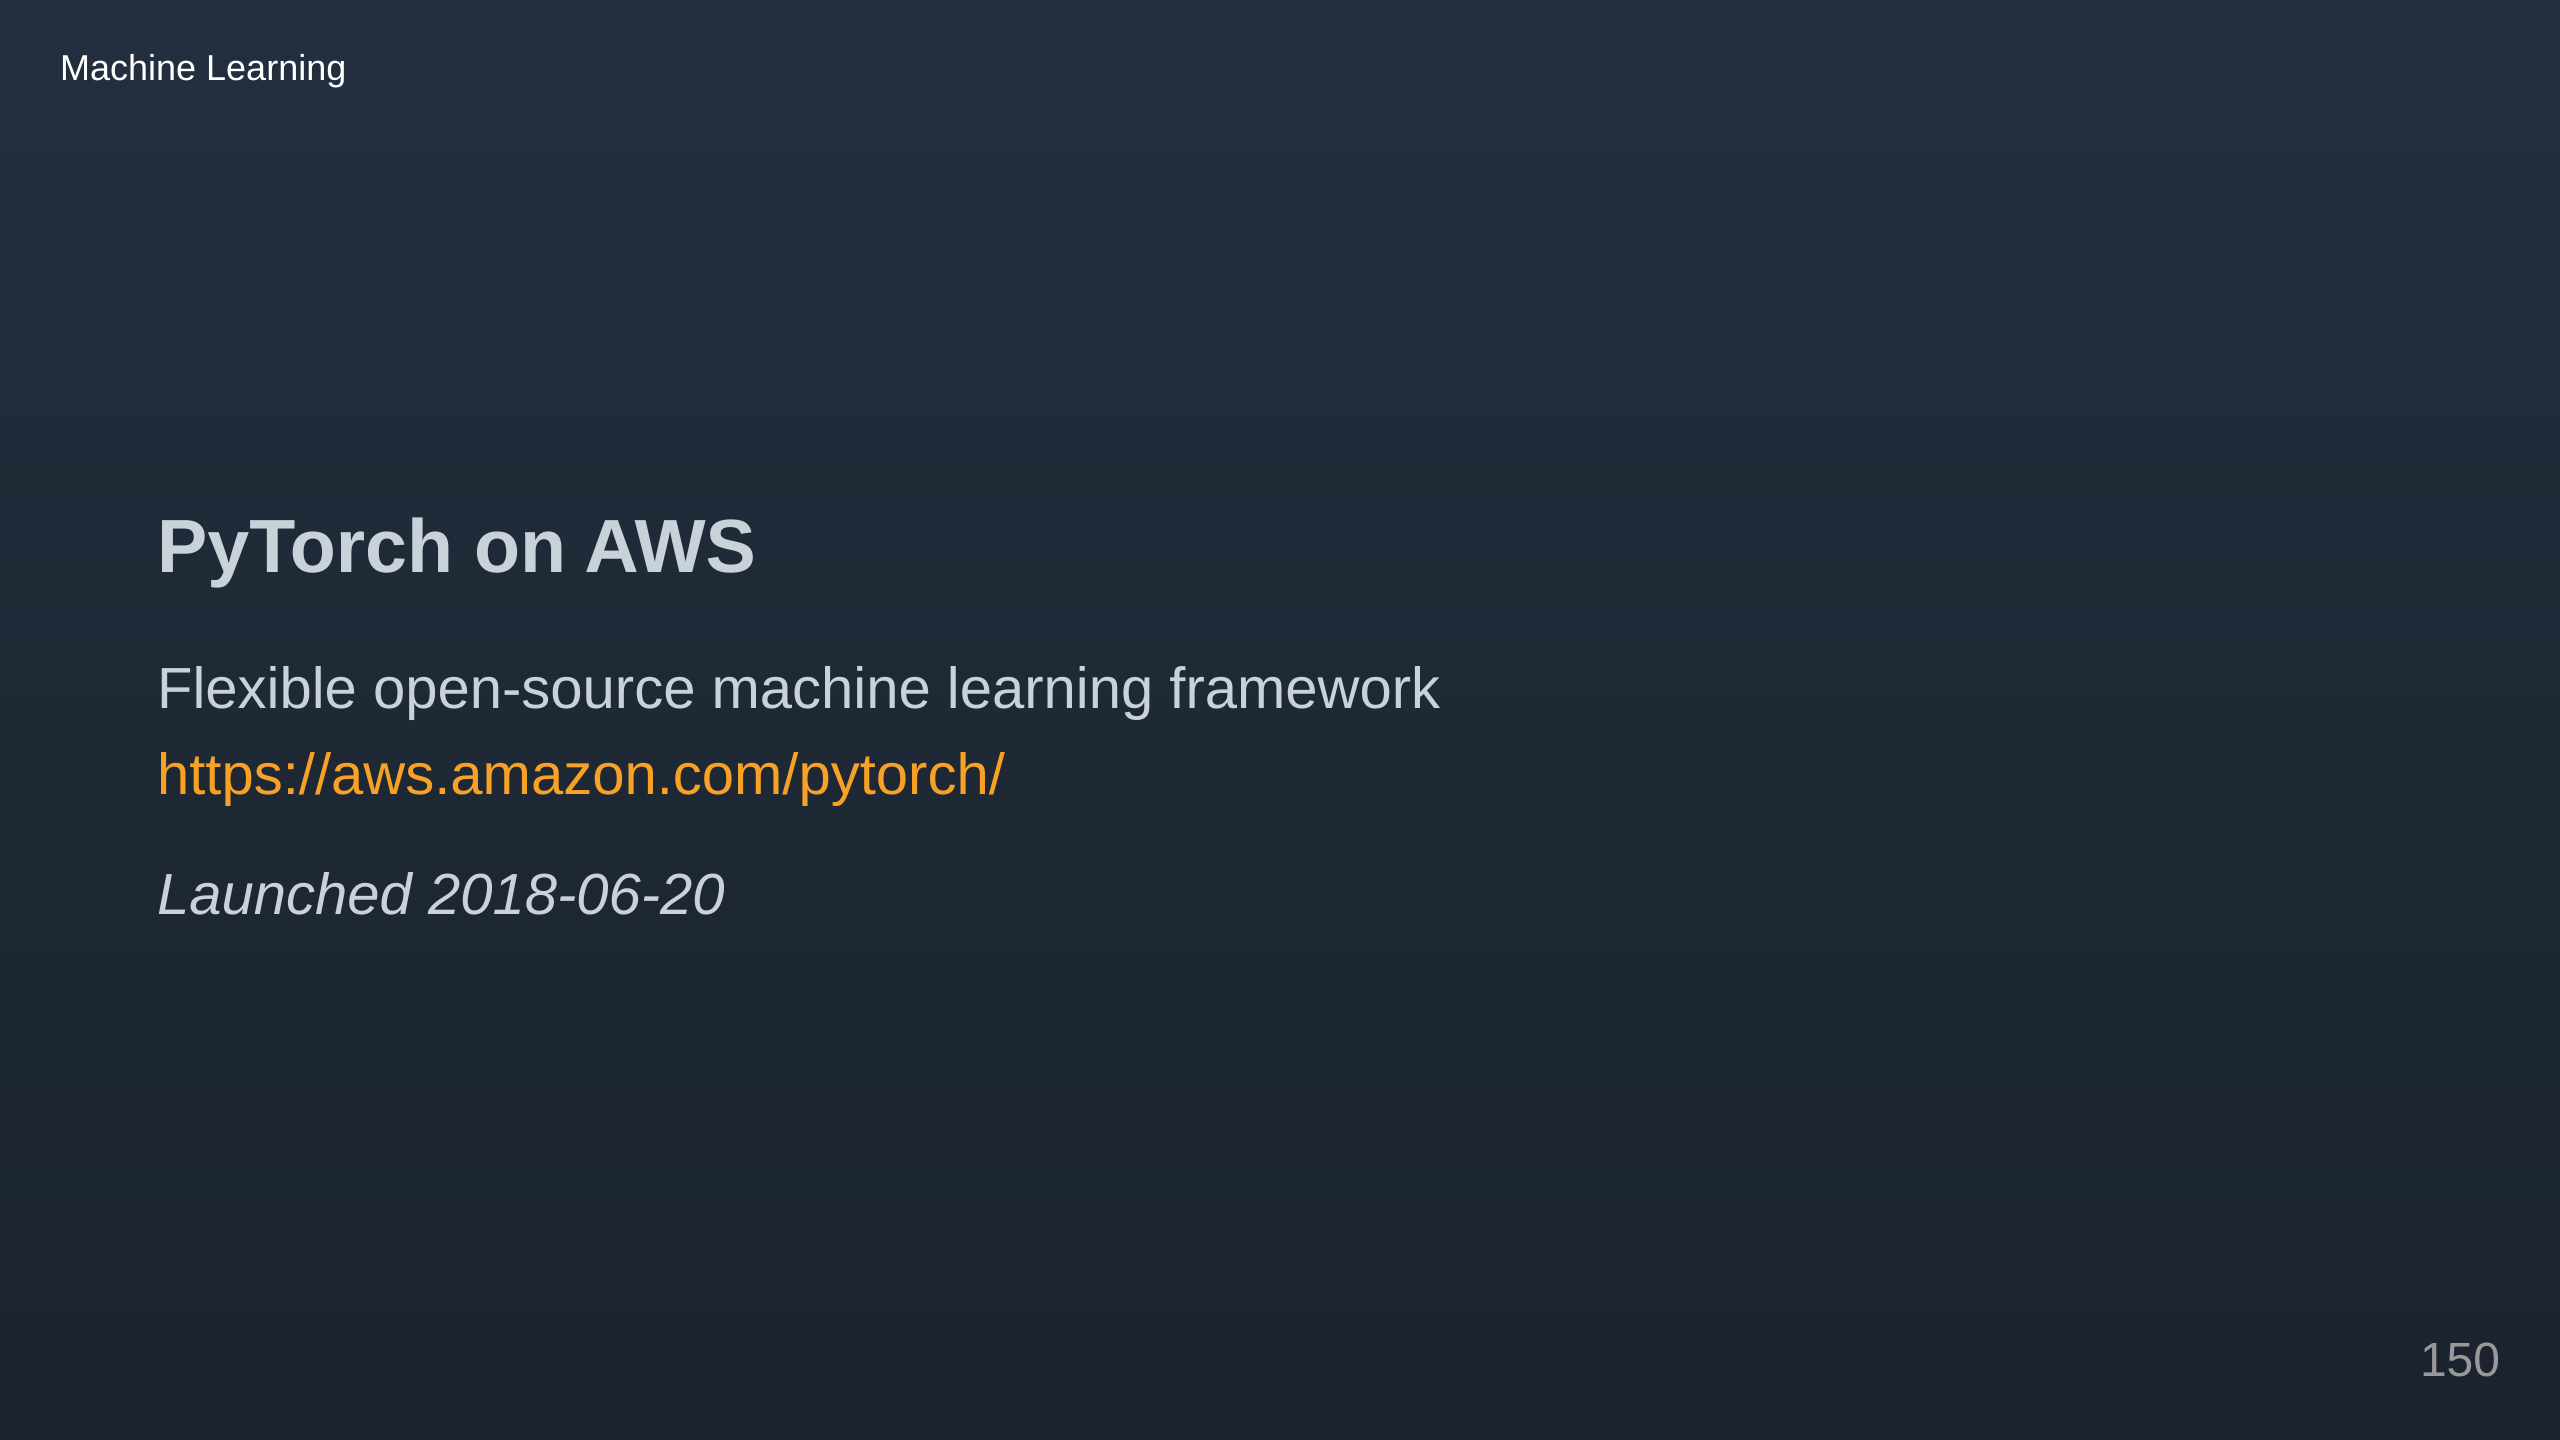 Machine Learning
PyTorch on AWS
Flexible open-source machine learning framework
https://aws.amazon.com/pytorch/
Launched 2018-06-20
150